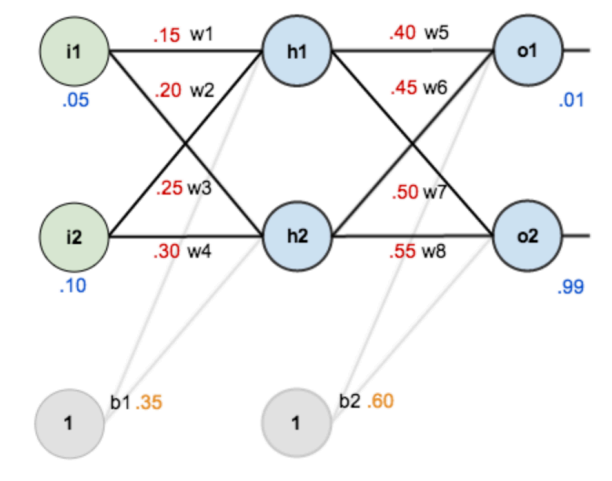 i1
.15 w1
h1
.40 w5
o1
.05
.20 w2
.45 w6
.01
.25 w3
.50 w7
i2
.30 w4
h2
.55 w8
o2
.10
.99
b1 .35
b2 .60
1
1